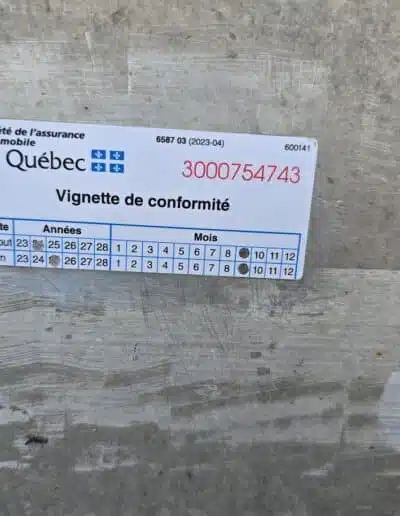 été de l'assurance
mobile
Québec
6587 03 (2023-04)
600141
3000754743
Vignette de conformité
Années Mois
out 23 25 26 27 28 1 2 3 4 5 6 7 8 10 11 12
23 24 26 27 28 1 2 3 4 5 6 7 8 10 11 12